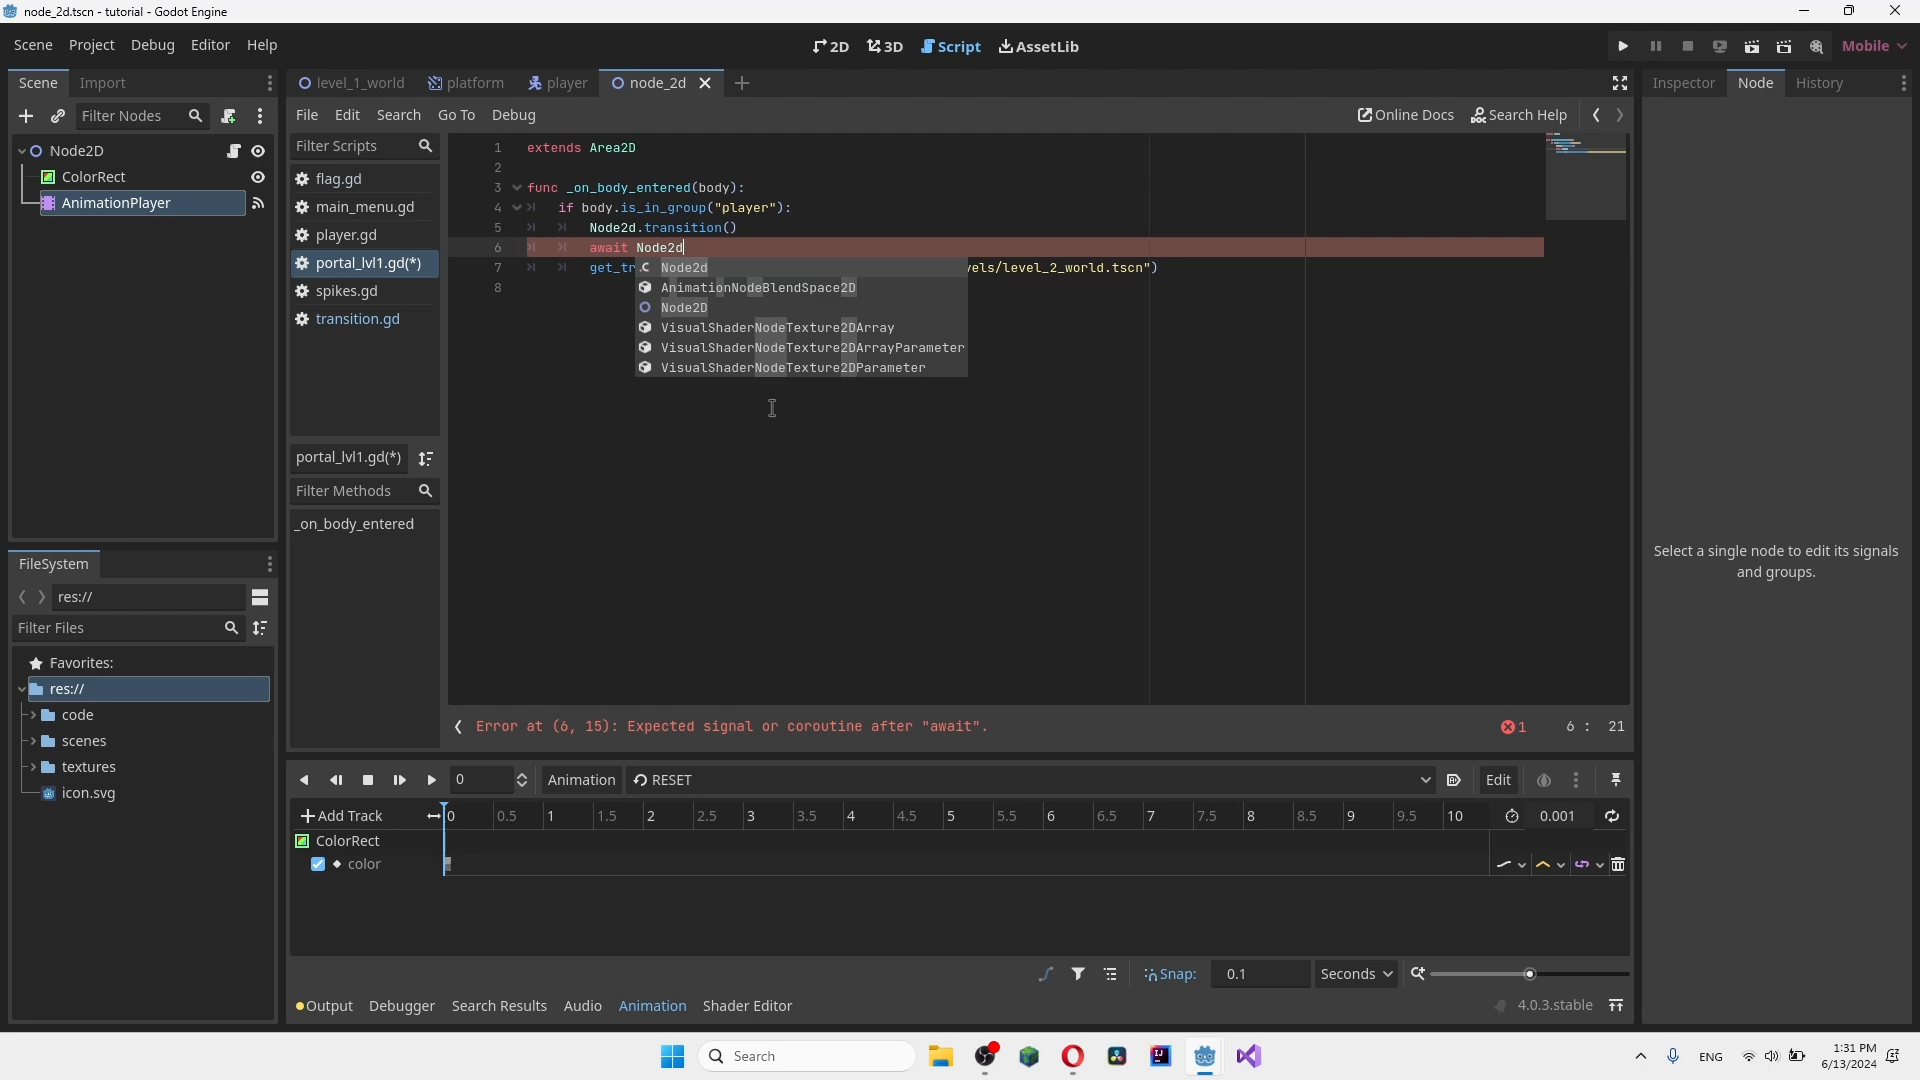 node_2d.tscn - tutorial - Godot Engine
Scene Project Debug Editor Help
2D 3D Script AssetLib
Mobile
Scene Import
level_1_world platform player node_2d
Inspector Node History
Filter Nodes
File Edit Search Go To Debug
Online Docs Search Help
Node2D
ColorRect
AnimationPlayer
Filter Scripts
flag.gd
main_menu.gd
player.gd
portal_lvl1.gd(*)
spikes.gd
transition.gd
portal_lvl1.gd(*)
Filter Methods
_on_body_entered
1 extends Area2D
2
3 func _on_body_entered(body):
4 if body.is_in_group("player"):
5 Node2d.transition()
6 await Node2d
7 get_tr vels/level_2_world.tscn")
8
Node2d
AnimationNodeBlendSpace2D
Node2D
VisualShaderNodeTexture2DArray
VisualShaderNodeTexture2DArrayParameter
VisualShaderNodeTexture2DParameter
Error at (6, 15): Expected signal or coroutine after "await".
1 6 : 21
Select a single node to edit its signals
and groups.
FileSystem
res://
Filter Files
Favorites:
res://
code
scenes
textures
icon.svg
0 Animation RESET Edit
Add Track 0 0.5 1 1.5 2 2.5 3 3.5 4 4.5 5 5.5 6 6.5 7 7.5 8 8.5 9 9.5 10 0.001
ColorRect
color
Snap: 0.1 Seconds
Output Debugger Search Results Audio Animation Shader Editor
4.0.3.stable
Search
ENG
1:31 PM
6/13/2024